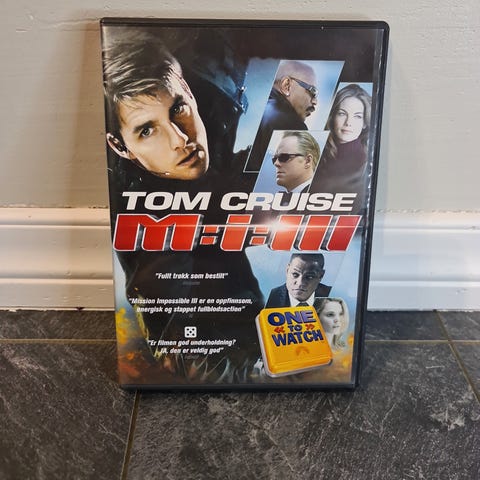 TOM CRUISE
M:I:III
"Fullt trøkk som bestilt"
"Mission Impossible III er en oppfinnsom,
energisk og stappet fullblodsaction"
"Er filmen god underholdning?
JA, den er veldig god"
ONE
«TO»
WATCH